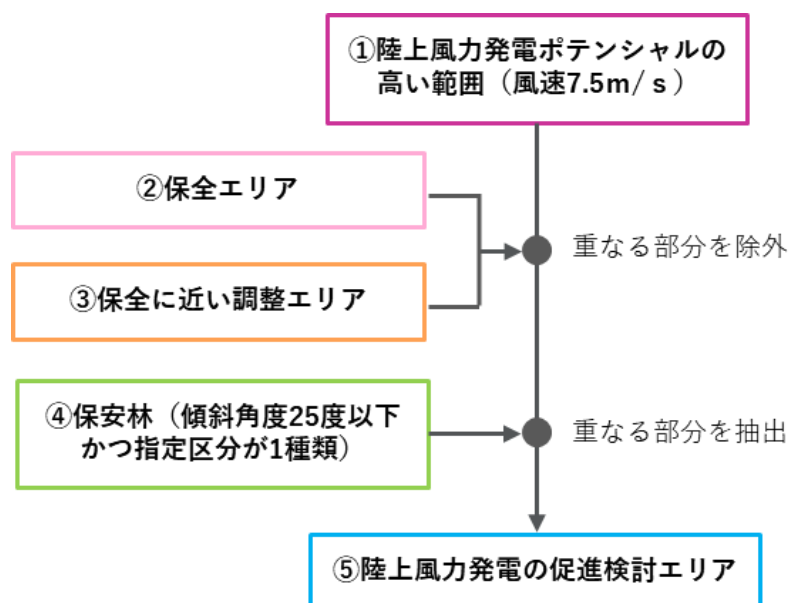 ①陸上風力発電ポテンシャルの
高い範囲（風速7.5m/ｓ）
②保全エリア
重なる部分を除外
③保全に近い調整エリア
④保安林（傾斜角度25度以下
かつ指定区分が1種類）
重なる部分を抽出
⑤陸上風力発電の促進検討エリア